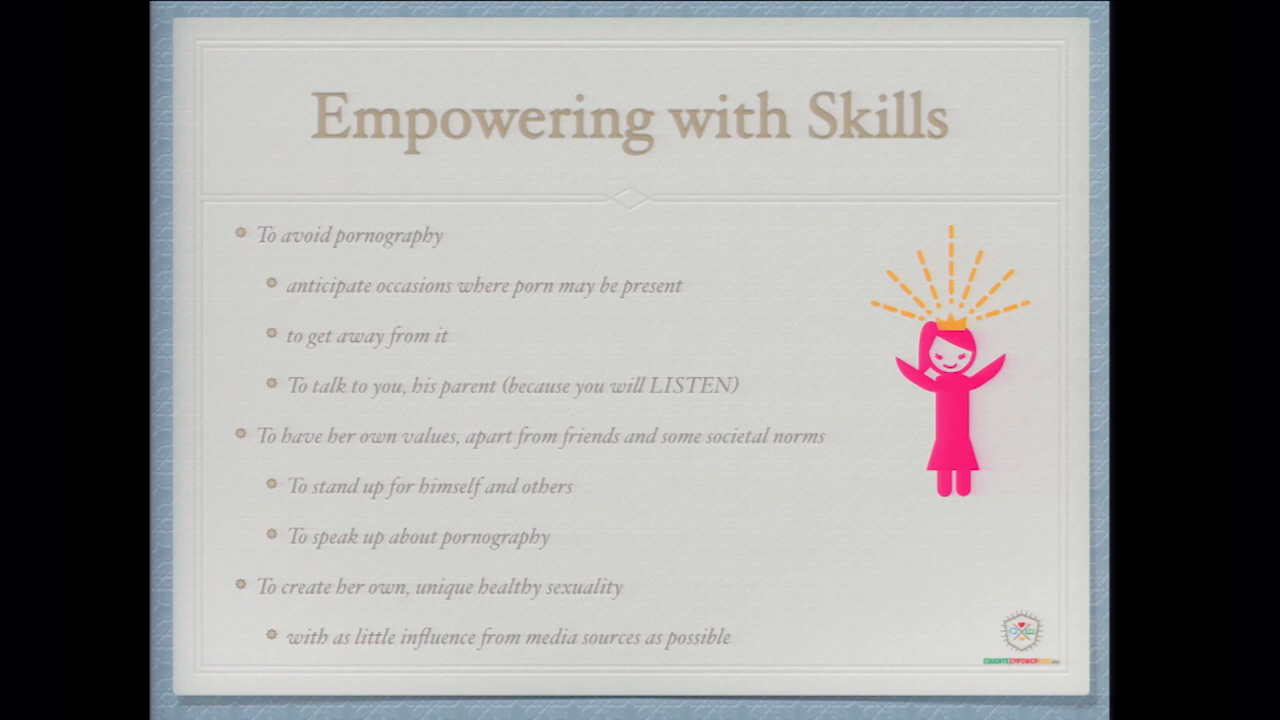 Empowering with Skills
To avoid pornography
anticipate occasions where porn may be present
to get away from it
To talk to you, his parent (because you will LISTEN)
To have her own values, apart from friends and some societal norms
To stand up for himself and others
To speak up about pornography
To create her own, unique healthy sexuality
with as little influence from media sources as possible
EDUCATEEMPOWERKIDS.ORG